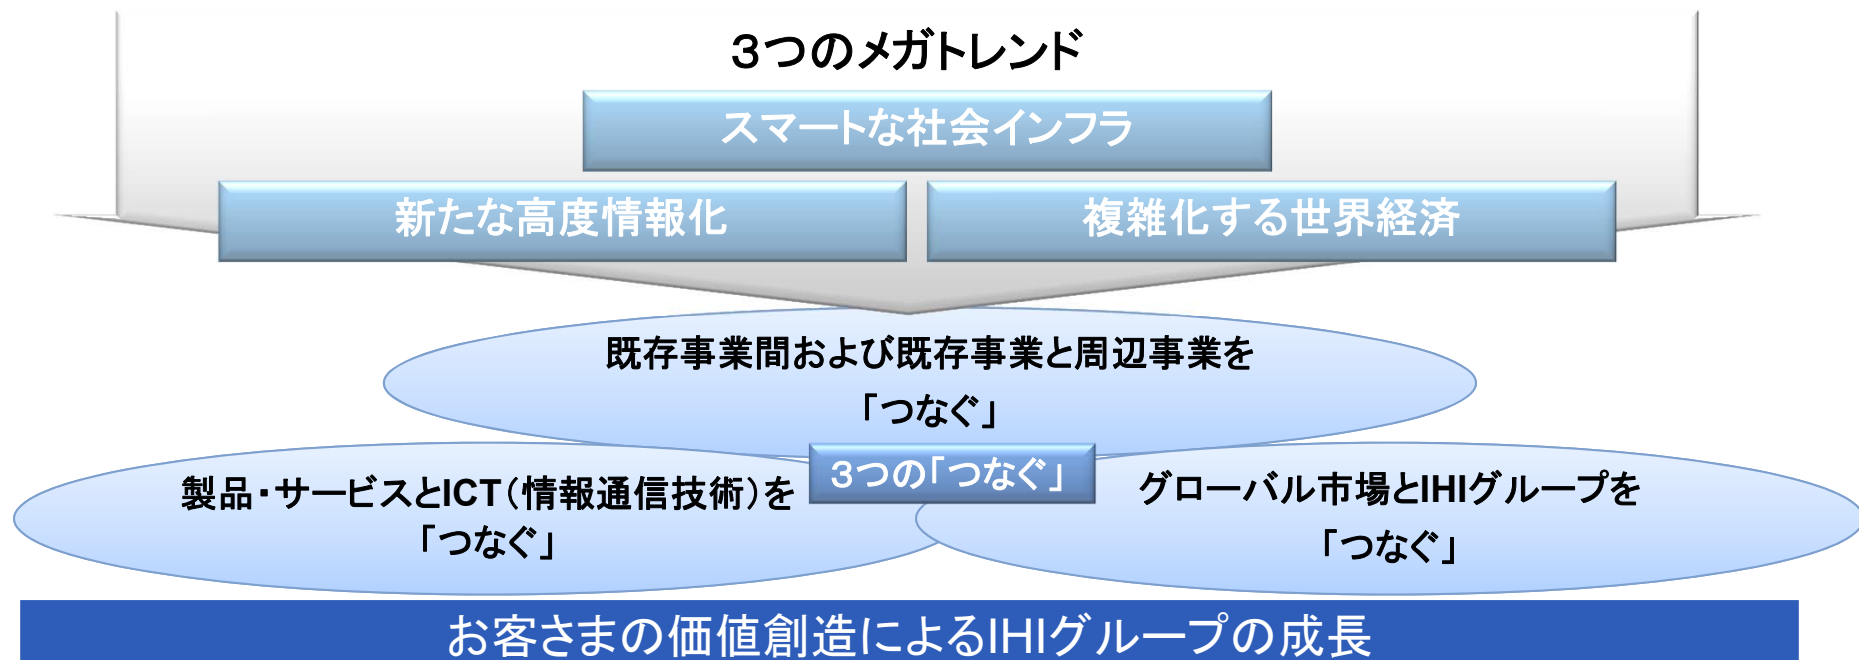 ３つのメガトレンド
スマートな社会インフラ
新たな高度情報化
複雑化する世界経済
既存事業間および既存事業と周辺事業を
「つなぐ」
３つの「つなぐ」
製品・サービスとICT（情報通信技術）を
「つなぐ」
グローバル市場とIHIグループを
「つなぐ」
お客さまの価値創造によるIHIグループの成長